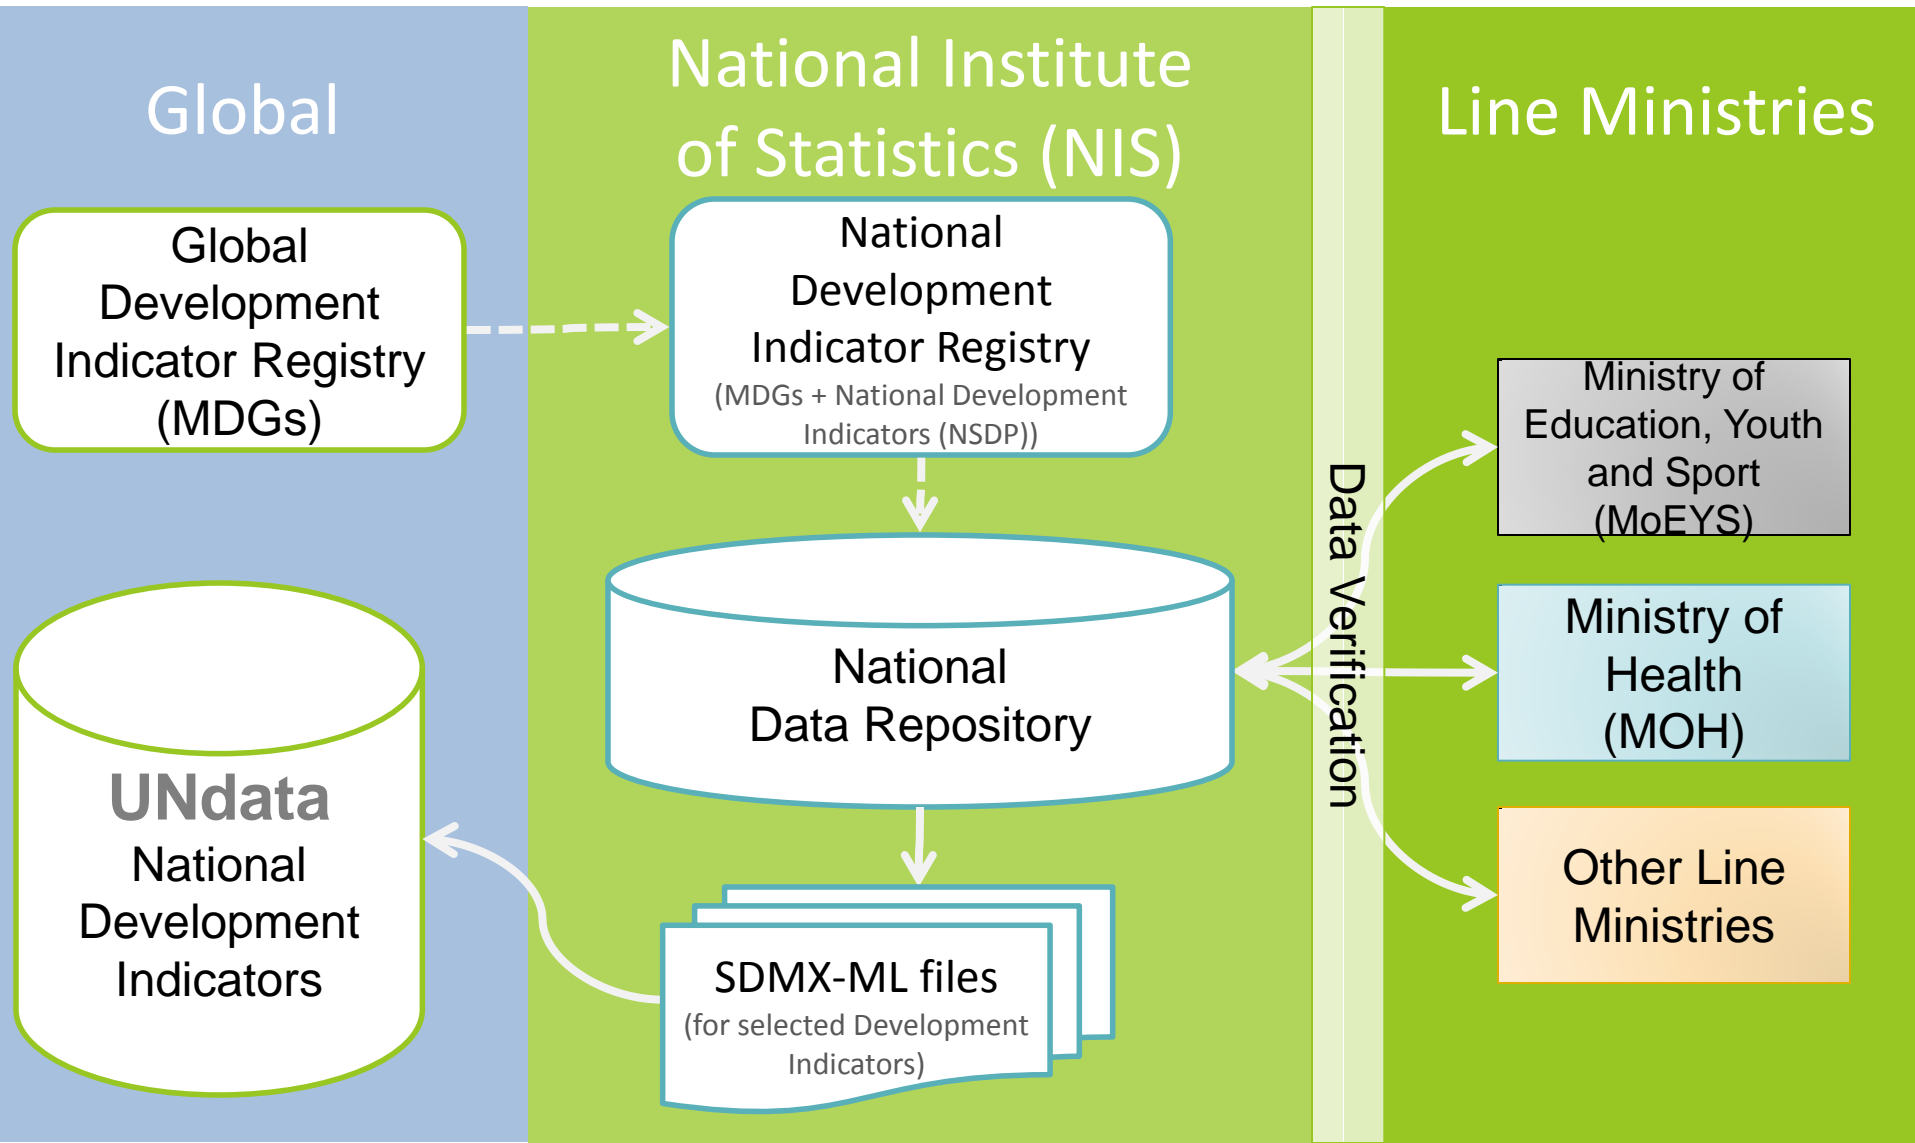 Global
National Institute
of Statistics (NIS)
Line Ministries
Global
Development
Indicator Registry
(MDGs)
National
Development
Indicator Registry
(MDGs + National Development
Indicators (NSDP))
Ministry of
Education, Youth
and Sport
(MoEYS)
Data Verification
National
Data Repository
Ministry of
Health
(MOH)
UNdata
National
Development
Indicators
Other Line
Ministries
SDMX-ML files
(for selected Development
Indicators)